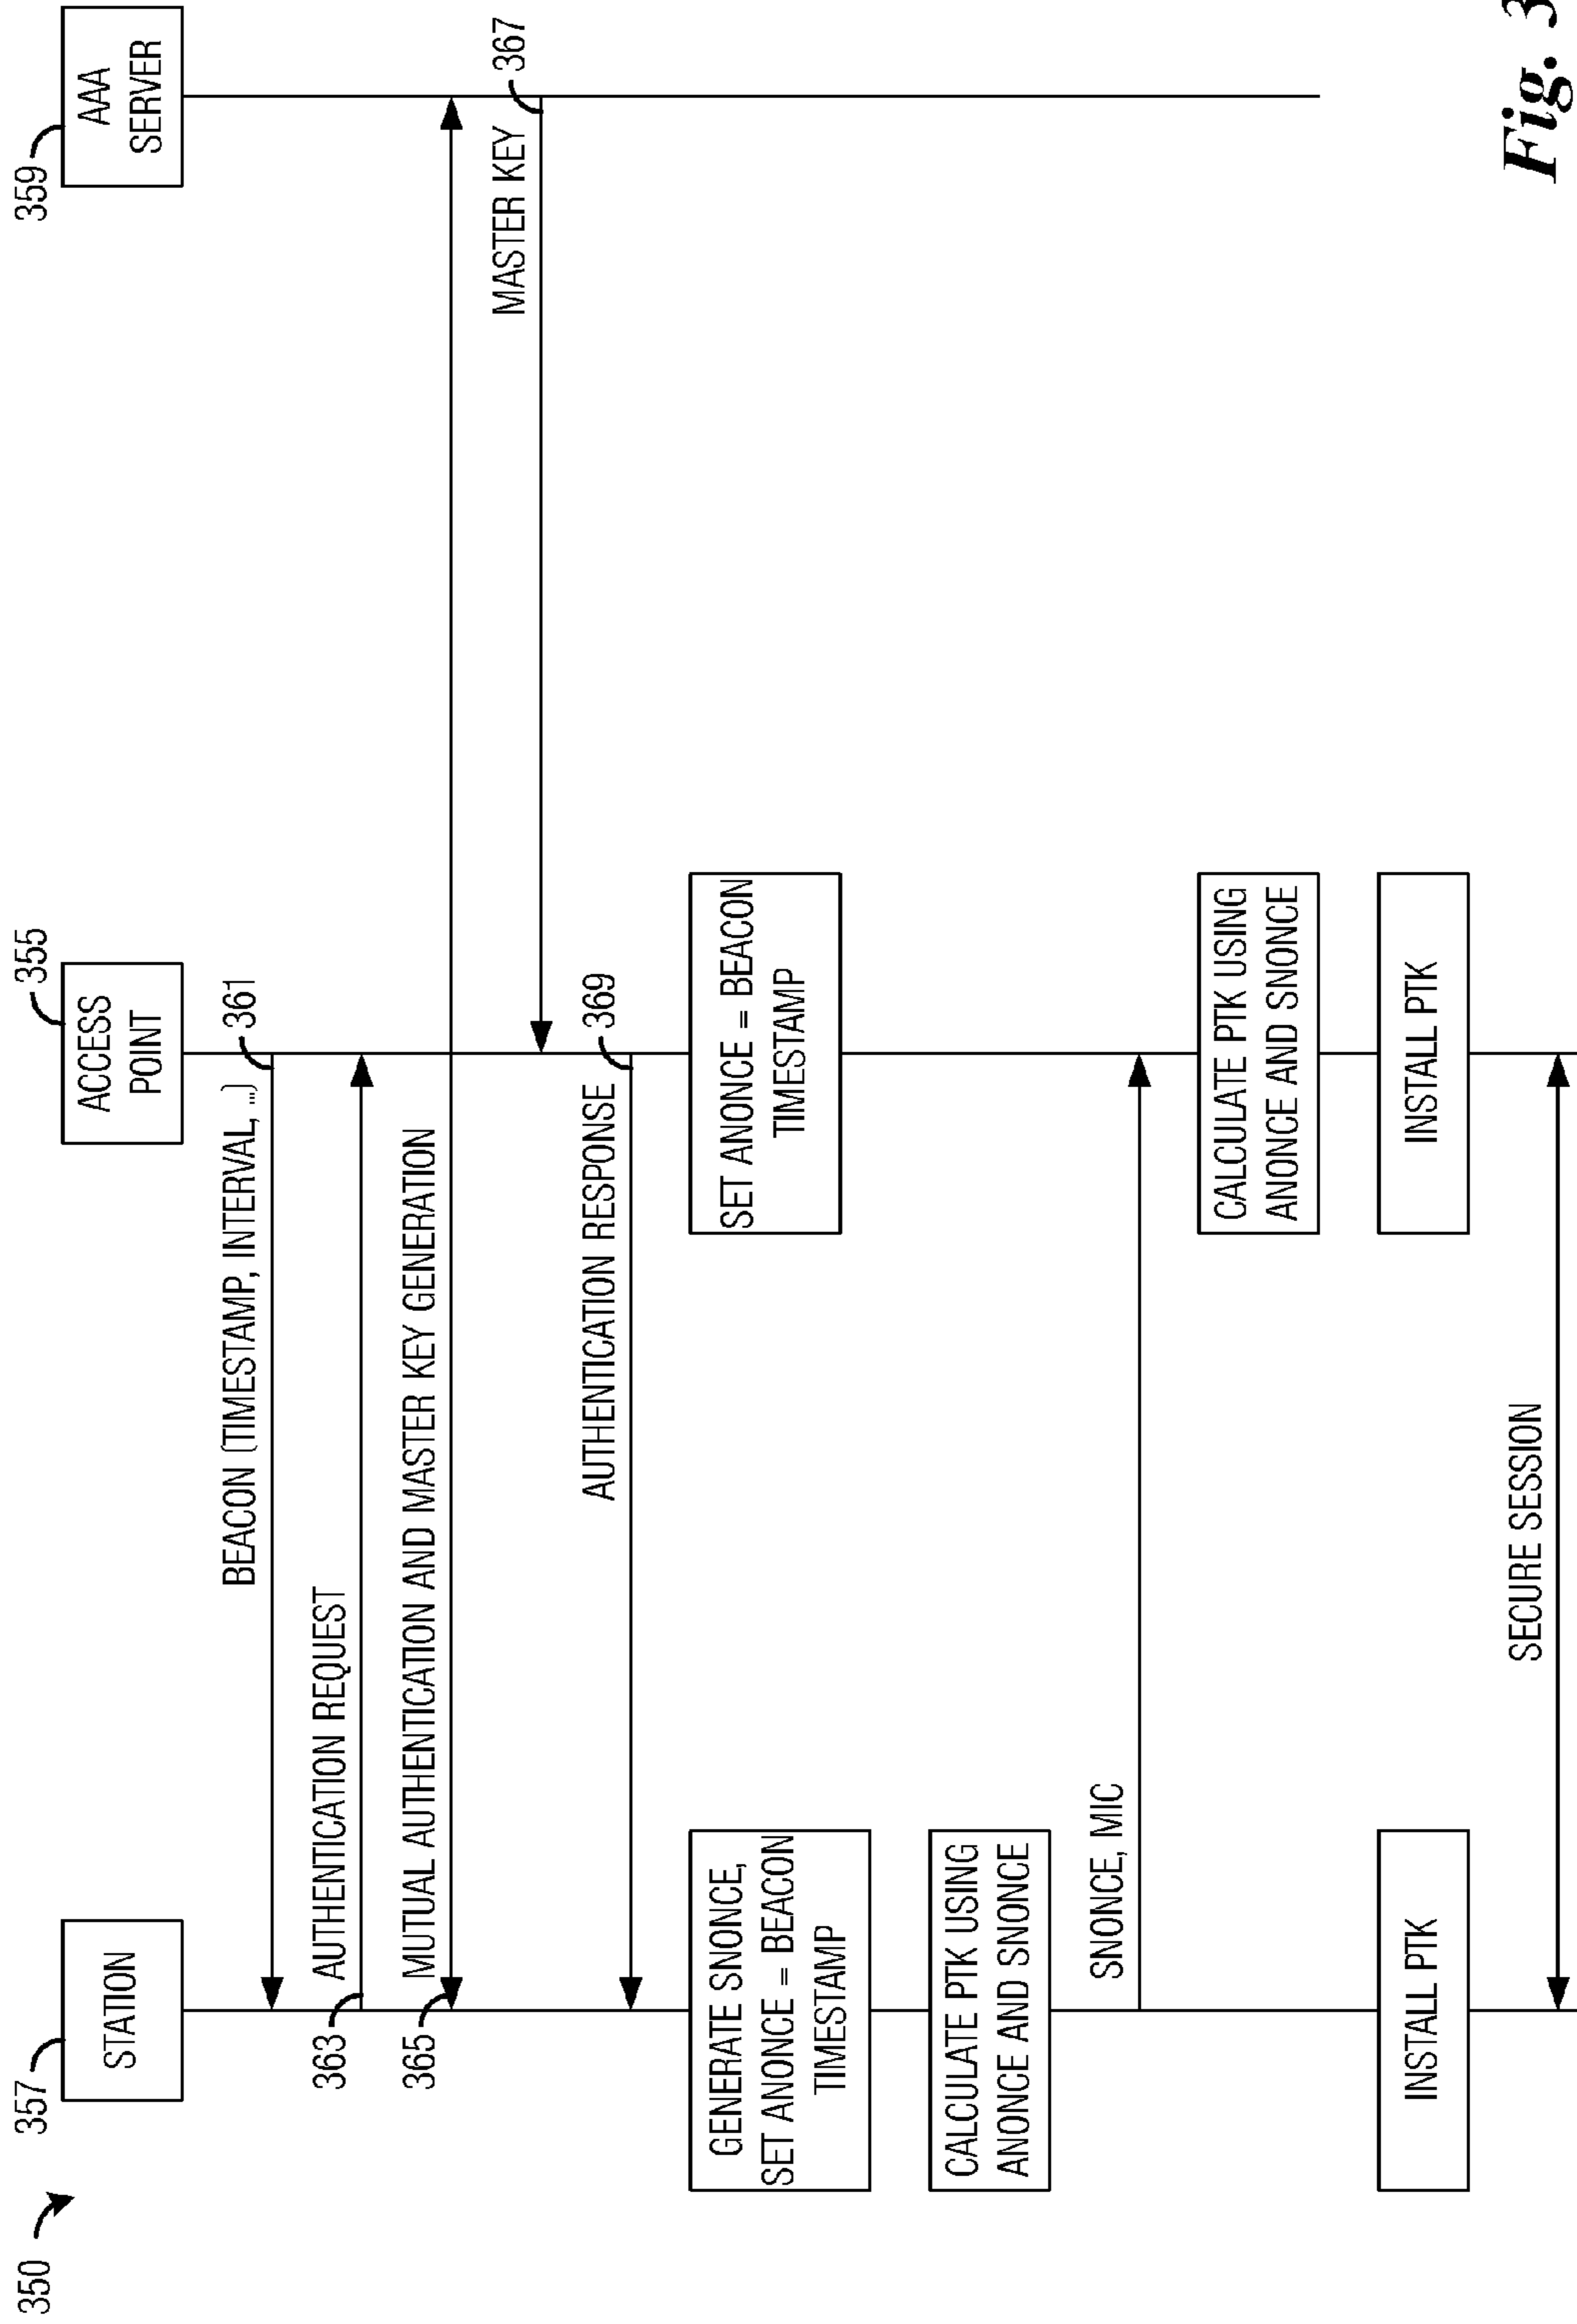 350
357
STATION
355
ACCESS
POINT
359
AAA
SERVER
BEACON (TIMESTAMP, INTERVAL, ...)
361
363
AUTHENTICATION REQUEST
365
MUTUAL AUTHENTICATION AND MASTER KEY GENERATION
MASTER KEY
367
AUTHENTICATION RESPONSE
369
GENERATE SNONCE,
SET ANONCE = BEACON
TIMESTAMP
SET ANONCE = BEACON
TIMESTAMP
CALCULATE PTK USING
ANONCE AND SNONCE
SNONCE, MIC
CALCULATE PTK USING
ANONCE AND SNONCE
INSTALL PTK
INSTALL PTK
SECURE SESSION
Fig. 3